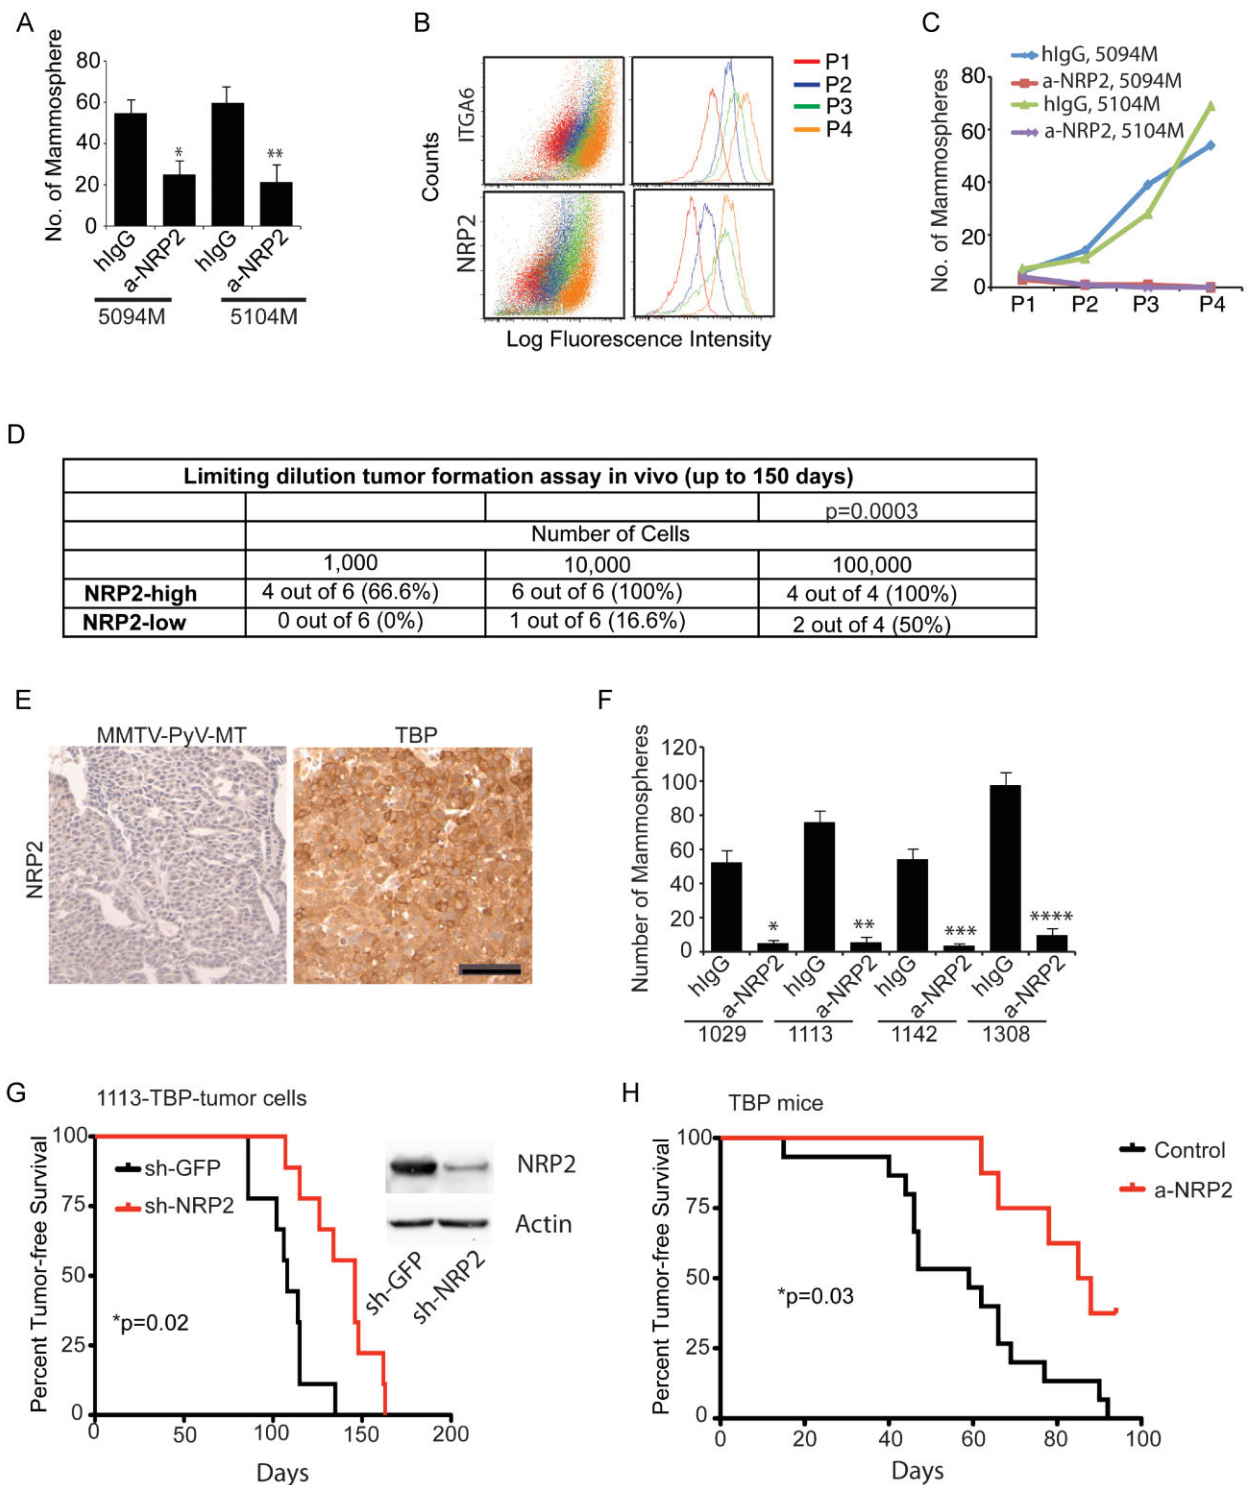 A
No. of Mammosphere
80
60
40
20
0
*
**
hIgG
a-NRP2
hIgG
a-NRP2
5094M
5104M
B
Counts
ITGA6
NRP2
Log Fluorescence Intensity
P1
P2
P3
P4
C
hIgG, 5094M
a-NRP2, 5094M
hIgG, 5104M
a-NRP2, 5104M
No. of Mammospheres
80
60
40
20
0
P1 P2 P3 P4
D
Limiting dilution tumor formation assay in vivo (up to 150 days)
p=0.0003
Number of Cells
1,000 10,000 100,000
NRP2-high 4 out of 6 (66.6%) 6 out of 6 (100%) 4 out of 4 (100%)
NRP2-low 0 out of 6 (0%) 1 out of 6 (16.6%) 2 out of 4 (50%)
E
MMTV-PyV-MT TBP
NRP2
F
Number of Mammospheres
120
100
80
60
40
20
0
*
**
***
****
hIgG
a-NRP2
hIgG
a-NRP2
hIgG
a-NRP2
hIgG
a-NRP2
1029 1113 1142 1308
G
1113-TBP-tumor cells
Percent Tumor-free Survival
100
75
50
25
0
sh-GFP
sh-NRP2
*p=0.02
NRP2
Actin
sh-GFP
sh-NRP2
0 50 100 150 200
Days
H
TBP mice
Percent Tumor-free Survival
100
75
50
25
0
Control
a-NRP2
*p=0.03
0 20 40 60 80 100
Days